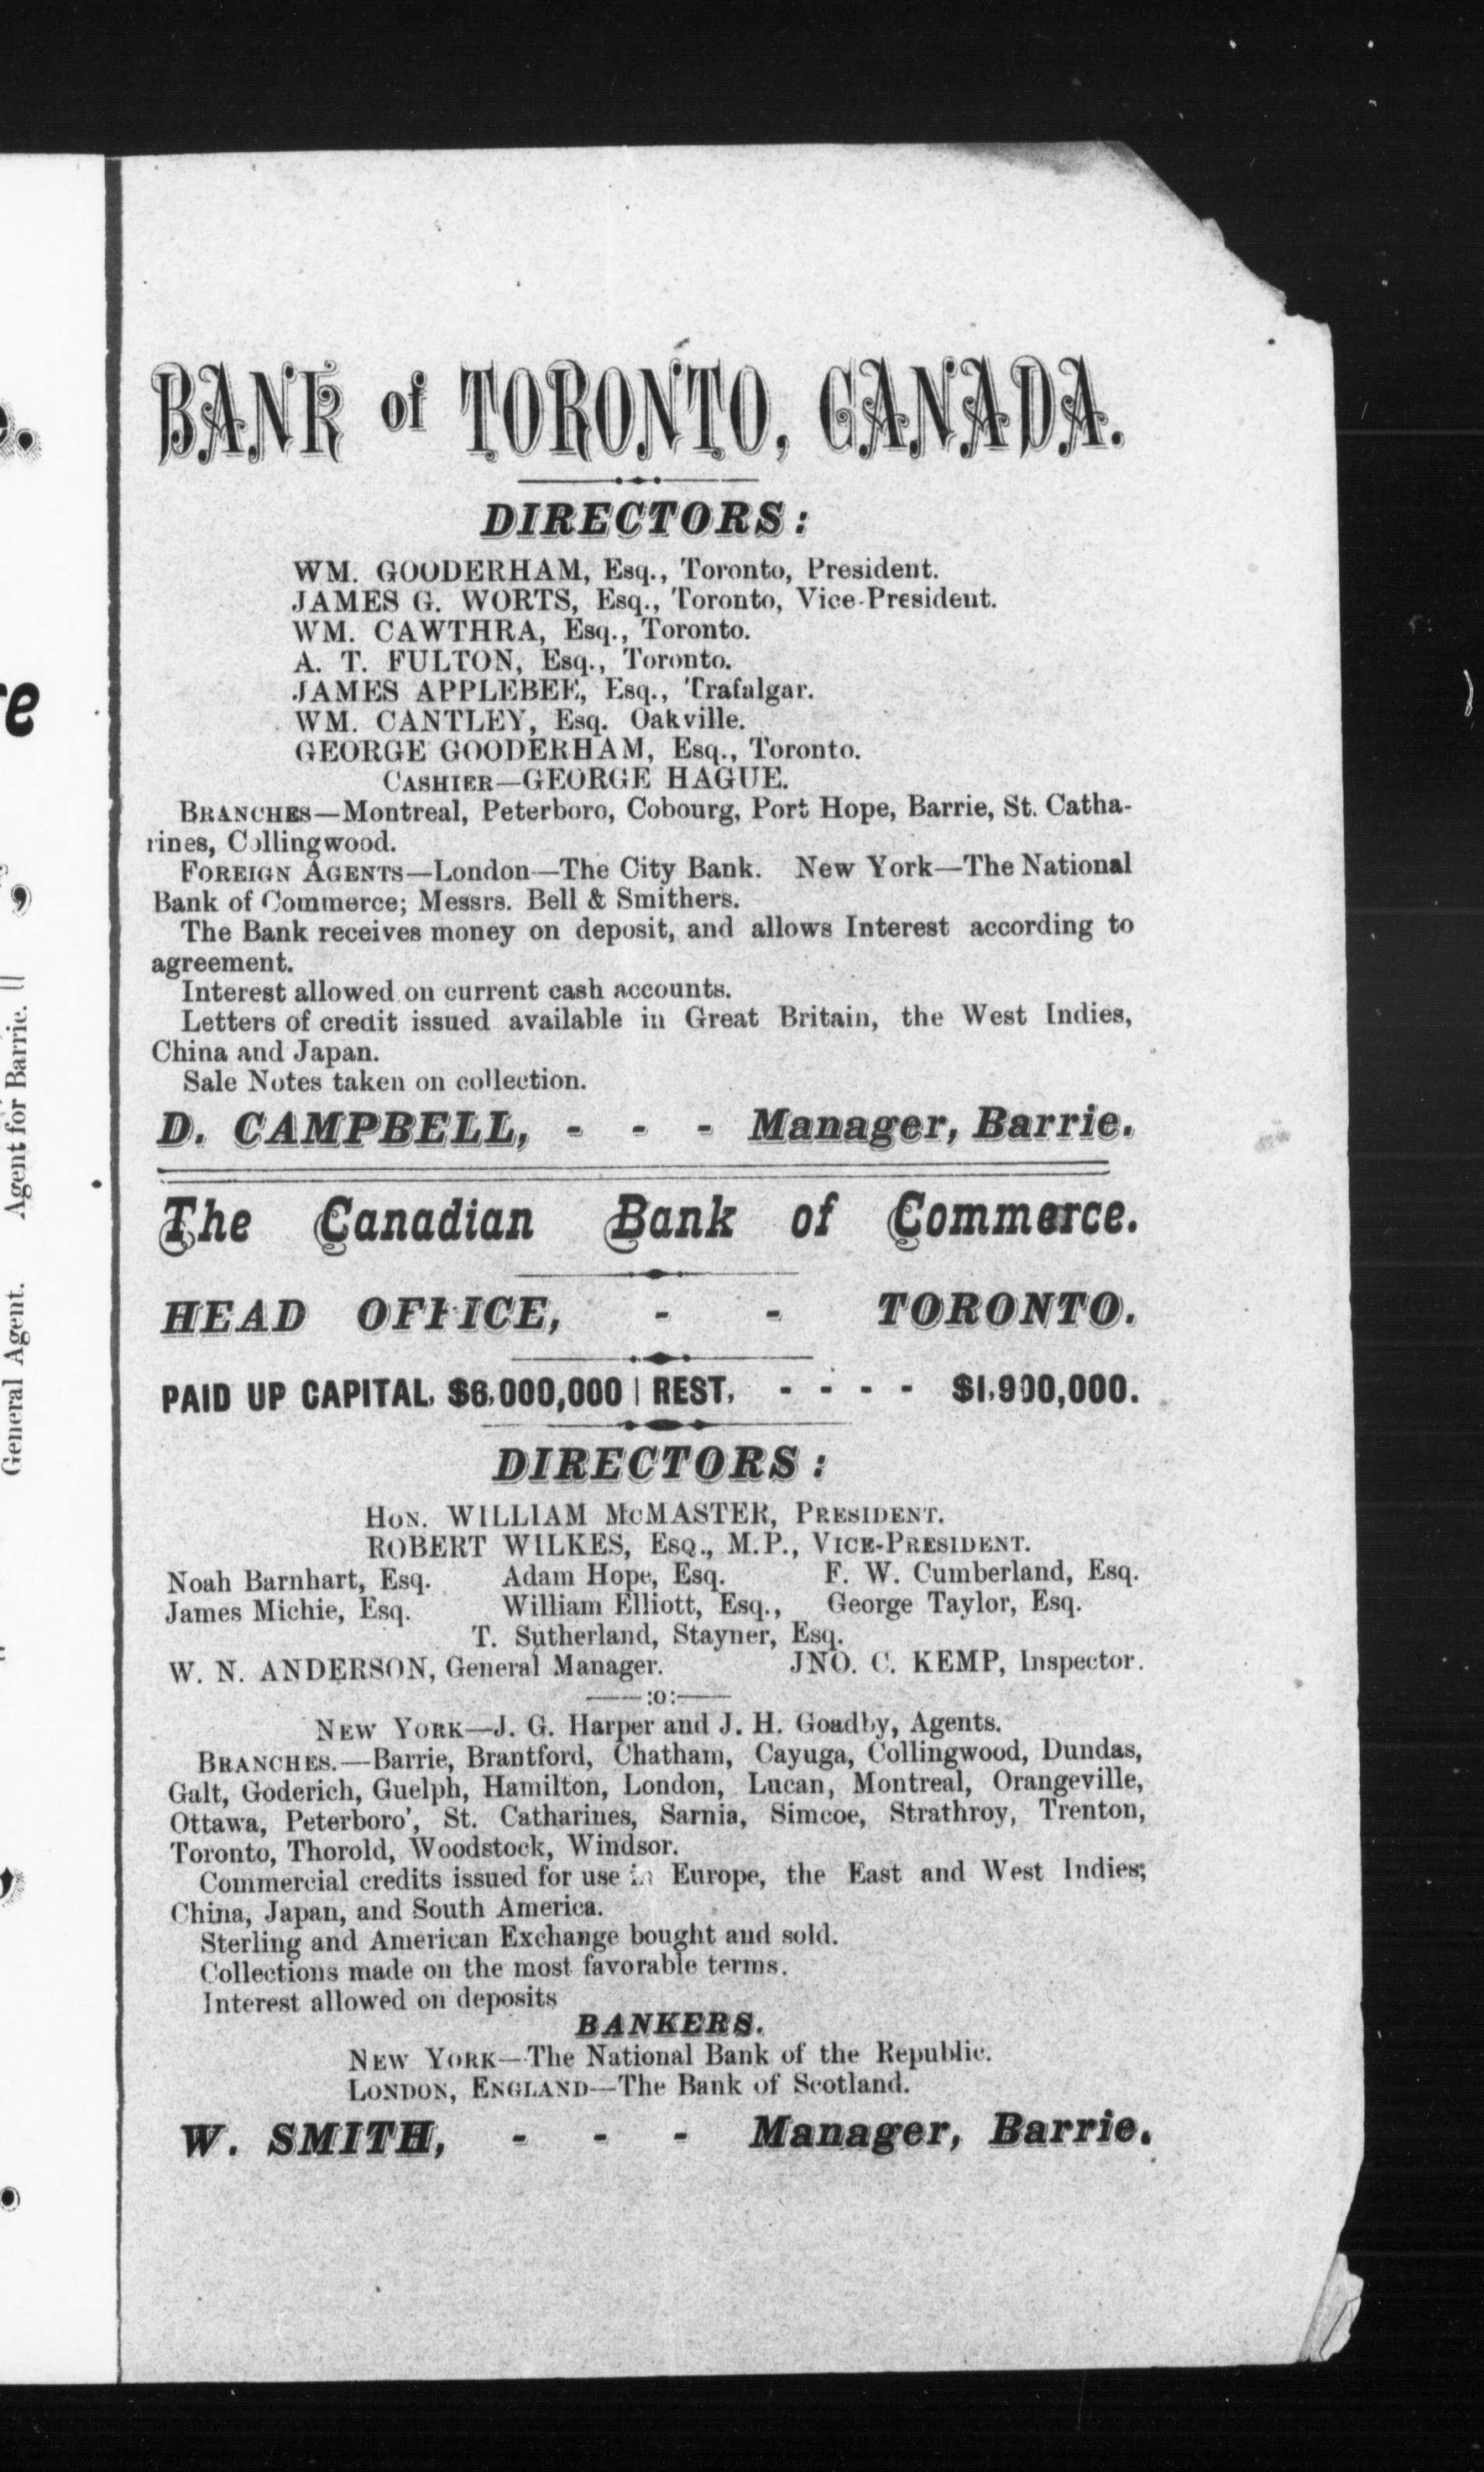 BANK of TORONTO, CANADA.
DIRECTORS:
WM. GOODERHAM, Esq., Toronto, President.
JAMES G. WORTS, Esq., Toronto, Vice-President.
WM. CAWTHRA, Esq., Toronto.
A. T. FULTON, Esq., Toronto.
JAMES APPLEBEE, Esq., Trafalgar.
WM. CANTLEY, Esq. Oakville.
GEORGE GOODERHAM, Esq., Toronto.
CASHIER—GEORGE HAGUE.
BRANCHES—Montreal, Peterboro, Cobourg, Port Hope, Barrie, St. Catha-
rines, Collingwood.
FOREIGN AGENTS—London—The City Bank. New York—The National
Bank of Commerce; Messrs. Bell & Smithers.
The Bank receives money on deposit, and allows Interest according to
agreement.
Interest allowed on current cash accounts.
Letters of credit issued available in Great Britain, the West Indies,
China and Japan.
Sale Notes taken on collection.
D. CAMPBELL, - - - Manager, Barrie.
The Canadian Bank of Commerce.
HEAD OFFICE, - - TORONTO.
PAID UP CAPITAL, $6,000,000 | REST, - - - - $1,900,000.
DIRECTORS:
HON. WILLIAM McMASTER, PRESIDENT.
ROBERT WILKES, ESQ., M.P., VICE-PRESIDENT.
Noah Barnhart, Esq. Adam Hope, Esq. F. W. Cumberland, Esq.
James Michie, Esq. William Elliott, Esq., George Taylor, Esq.
T. Sutherland, Stayner, Esq.
W. N. ANDERSON, General Manager. JNO. C. KEMP, Inspector.
——:o:——
NEW YORK—J. G. Harper and J. H. Goadby, Agents.
BRANCHES.—Barrie, Brantford, Chatham, Cayuga, Collingwood, Dundas,
Galt, Goderich, Guelph, Hamilton, London, Lucan, Montreal, Orangeville,
Ottawa, Peterboro', St. Catharines, Sarnia, Simcoe, Strathroy, Trenton,
Toronto, Thorold, Woodstock, Windsor.
Commercial credits issued for use in Europe, the East and West Indies;
China, Japan, and South America.
Sterling and American Exchange bought and sold.
Collections made on the most favorable terms.
Interest allowed on deposits
BANKERS.
NEW YORK—The National Bank of the Republic.
LONDON, ENGLAND—The Bank of Scotland.
W. SMITH, - - - Manager, Barrie.
General Agent. Agent for Barrie.